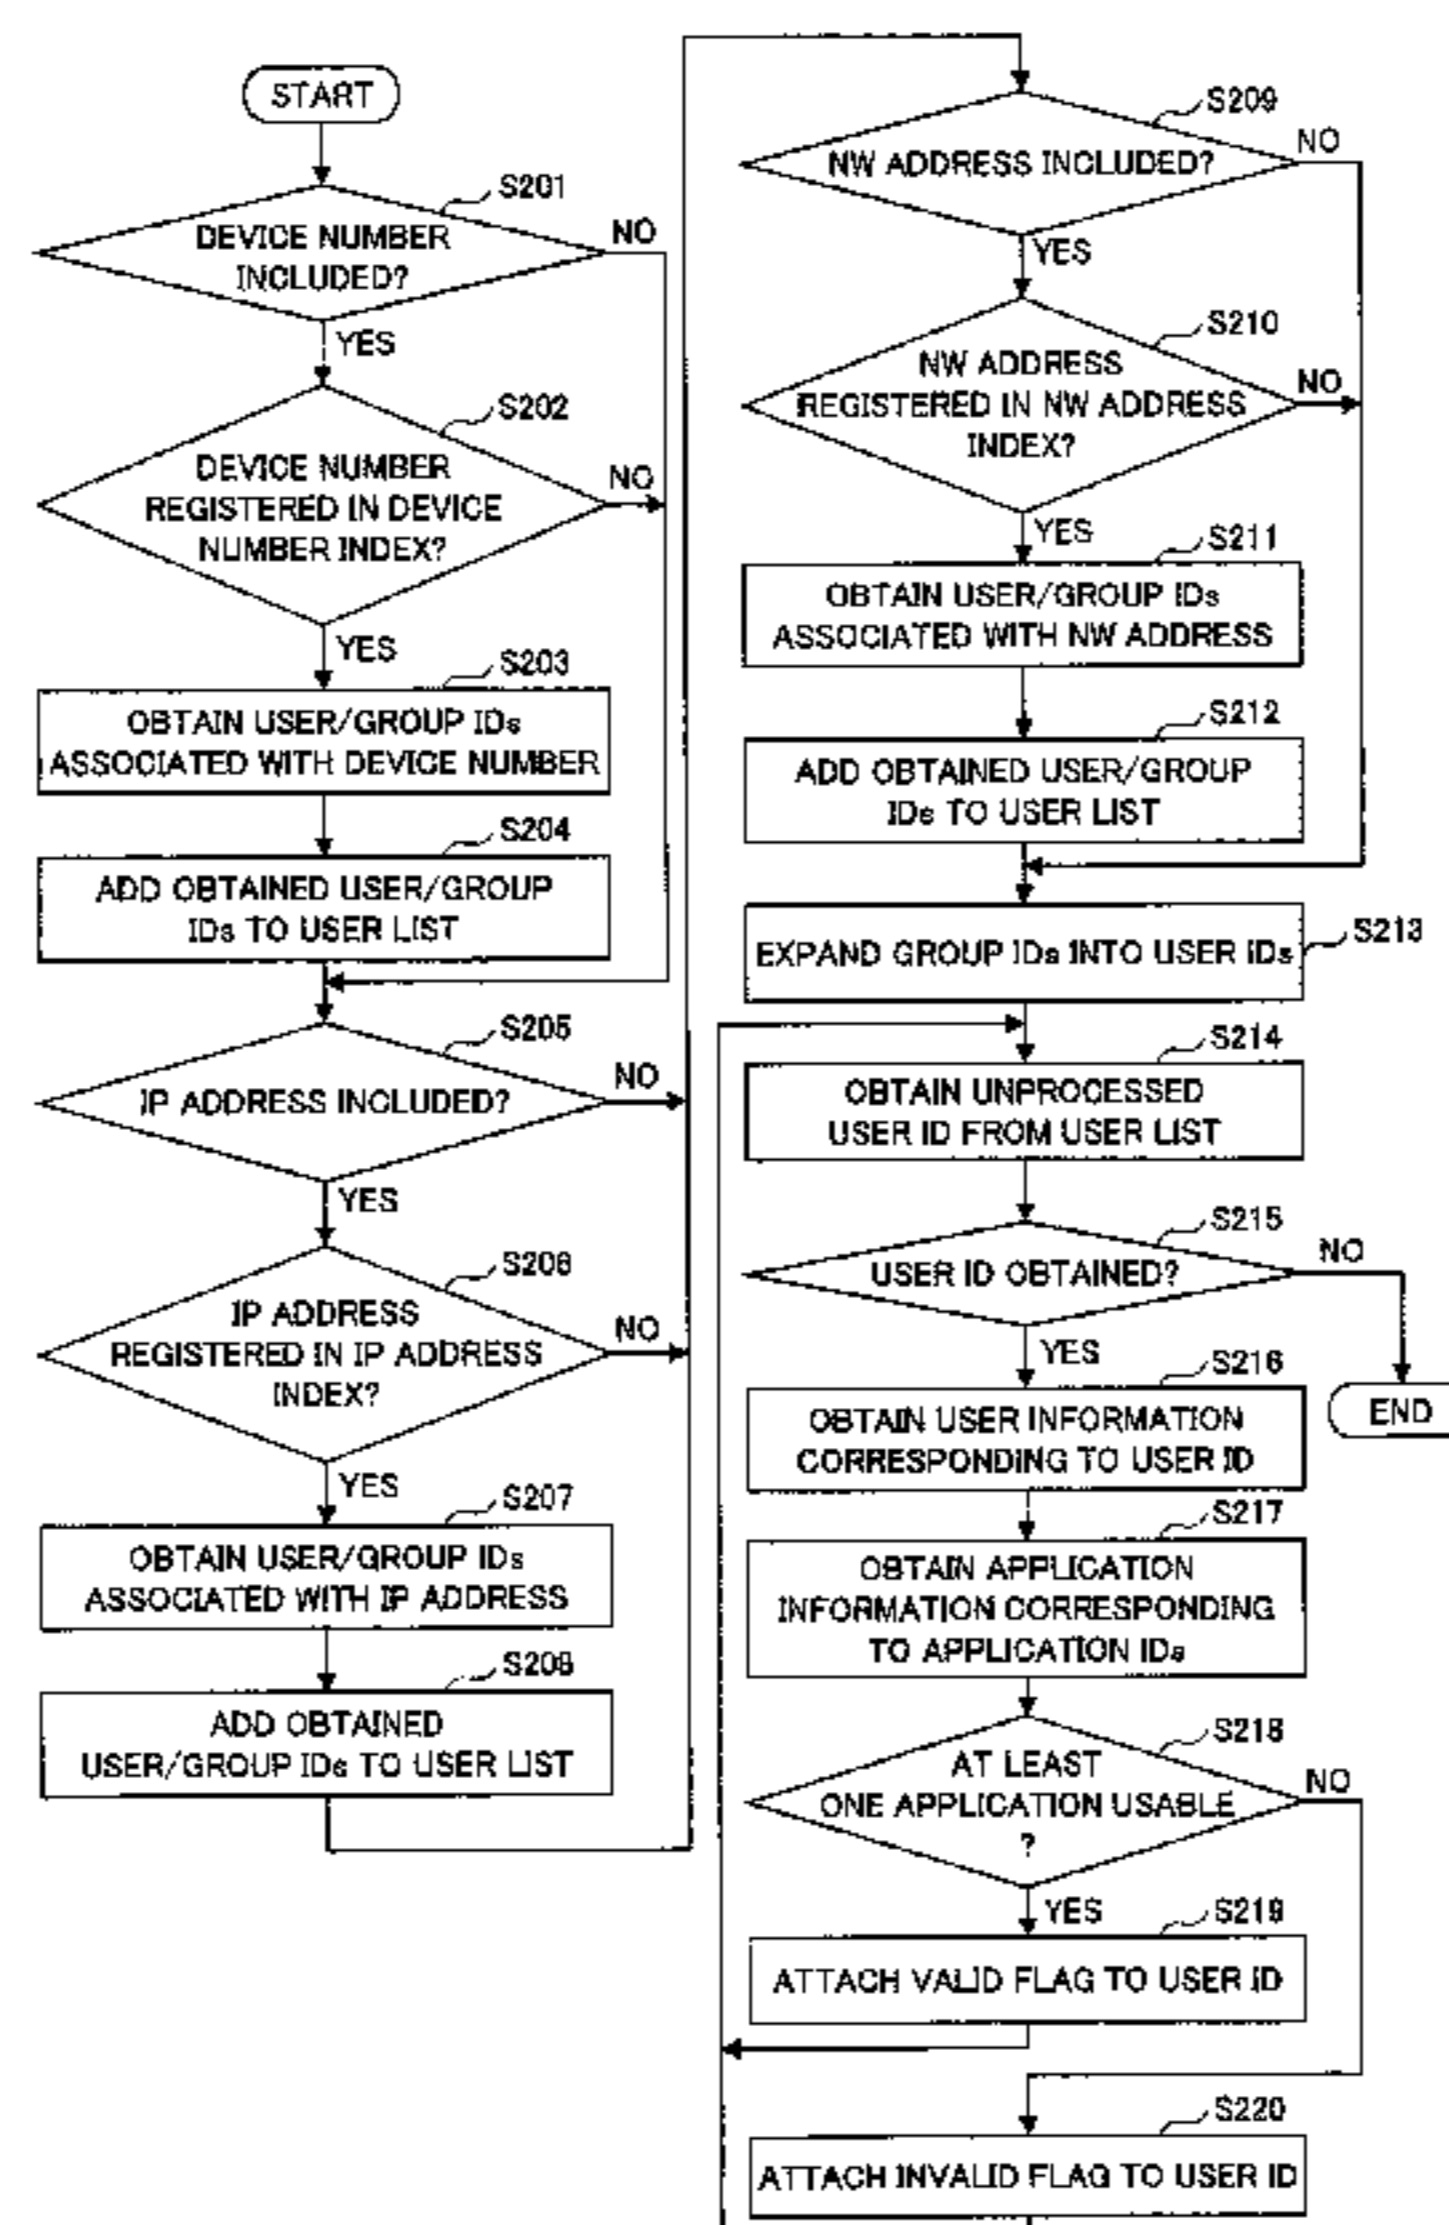 START
S201
DEVICE NUMBER
INCLUDED?
NO
YES
S202
DEVICE NUMBER
REGISTERED IN DEVICE
NUMBER INDEX?
NO
YES
S203
OBTAIN USER/GROUP IDs
ASSOCIATED WITH DEVICE NUMBER
S204
ADD OBTAINED USER/GROUP
IDs TO USER LIST
S205
IP ADDRESS INCLUDED?
NO
YES
S206
IP ADDRESS
REGISTERED IN IP ADDRESS
INDEX?
NO
YES
S207
OBTAIN USER/GROUP IDs
ASSOCIATED WITH IP ADDRESS
S208
ADD OBTAINED
USER/GROUP IDs TO USER LIST
S209
NW ADDRESS INCLUDED?
NO
YES
S210
NW ADDRESS
REGISTERED IN NW ADDRESS
INDEX?
NO
YES
S211
OBTAIN USER/GROUP IDs
ASSOCIATED WITH NW ADDRESS
S212
ADD OBTAINED USER/GROUP
IDs TO USER LIST
S213
EXPAND GROUP IDs INTO USER IDs
S214
OBTAIN UNPROCESSED
USER ID FROM USER LIST
S215
USER ID OBTAINED?
NO
YES
END
S216
OBTAIN USER INFORMATION
CORRESPONDING TO USER ID
S217
OBTAIN APPLICATION
INFORMATION CORRESPONDING
TO APPLICATION IDs
S218
AT LEAST
ONE APPLICATION USABLE
?
NO
YES
S219
ATTACH VALID FLAG TO USER ID
S220
ATTACH INVALID FLAG TO USER ID